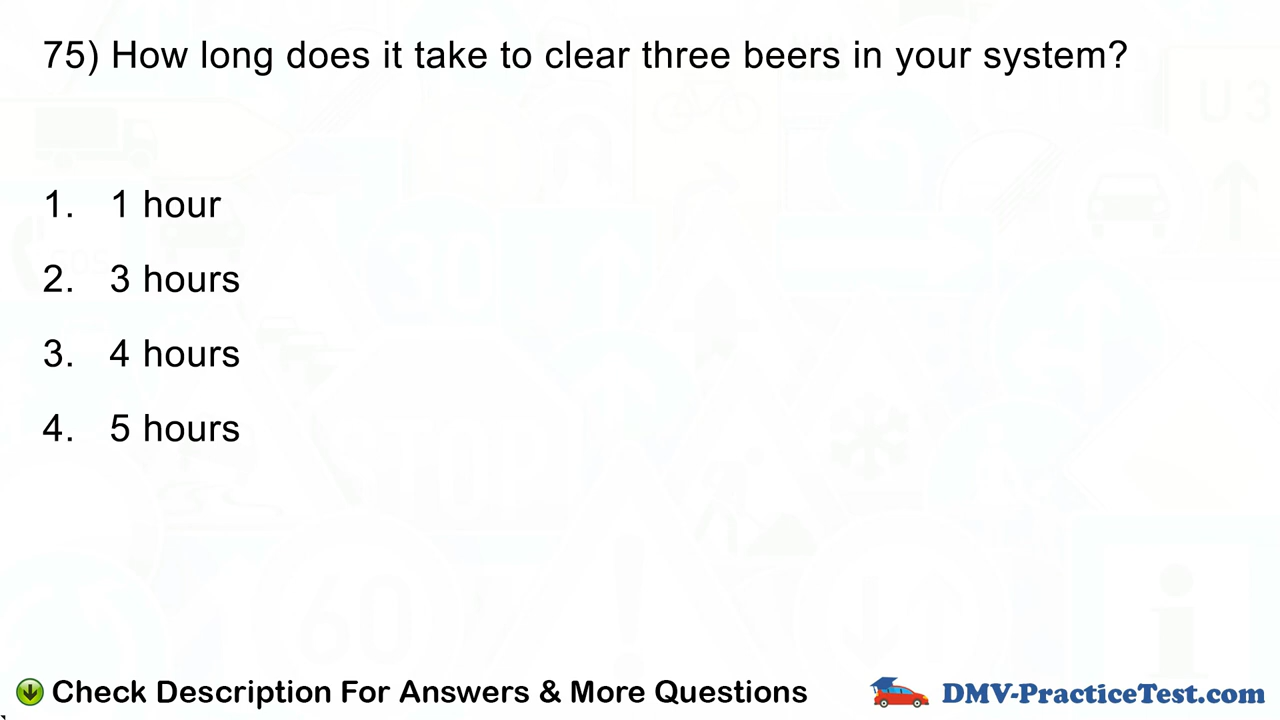 75) How long does it take to clear three beers in your system?
1. 1 hour
2. 3 hours
3. 4 hours
4. 5 hours
Check Description For Answers & More Questions
DMV-PracticeTest.com